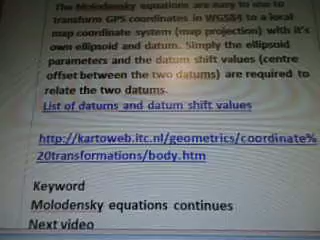 The Molodensky equations are easy to use to
transform GPS coordinates in WGS84 to a local
map coordinate system (map projection) with it's
own ellipsoid and datum. Simply the ellipsoid
parameters and the datum shift values (centre
offset between the two datums) are required to
relate the two datums.
List of datums and datum shift values
http://kartoweb.itc.nl/geometrics/coordinate%
20transformations/body.htm
Keyword
Molodensky equations continues
Next video